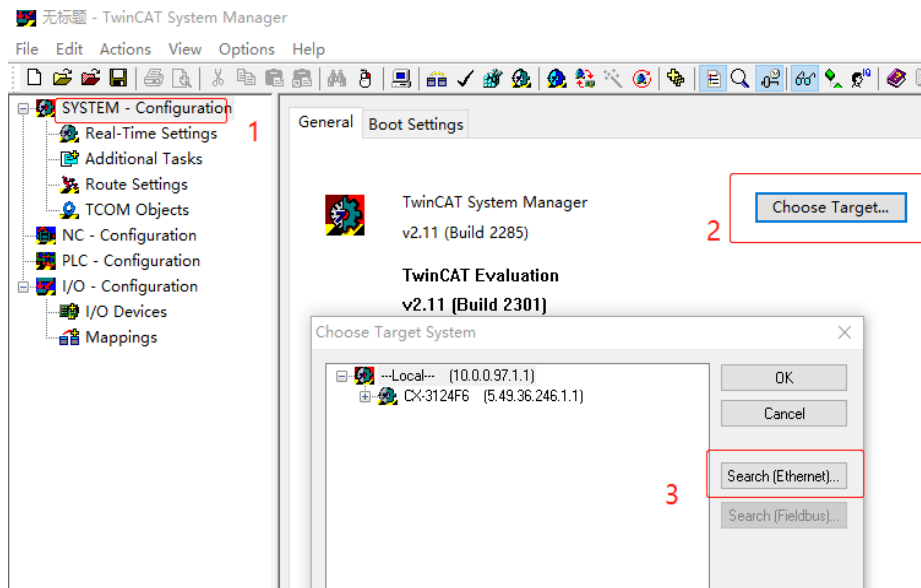 无标题 - TwinCAT System Manager
File Edit Actions View Options Help
SYSTEM - Configuration
1
Real-Time Settings
Additional Tasks
Route Settings
TCOM Objects
NC - Configuration
PLC - Configuration
I/O - Configuration
I/O Devices
Mappings
General Boot Settings
TwinCAT System Manager
v2.11 (Build 2285)
2
Choose Target...
TwinCAT Evaluation
v2.11 (Build 2301)
Choose Target System
---Local--- (10.0.0.97.1.1)
CX-3124F6 (5.49.36.246.1.1)
OK
Cancel
3
Search (Ethernet)...
Search (Fieldbus)...